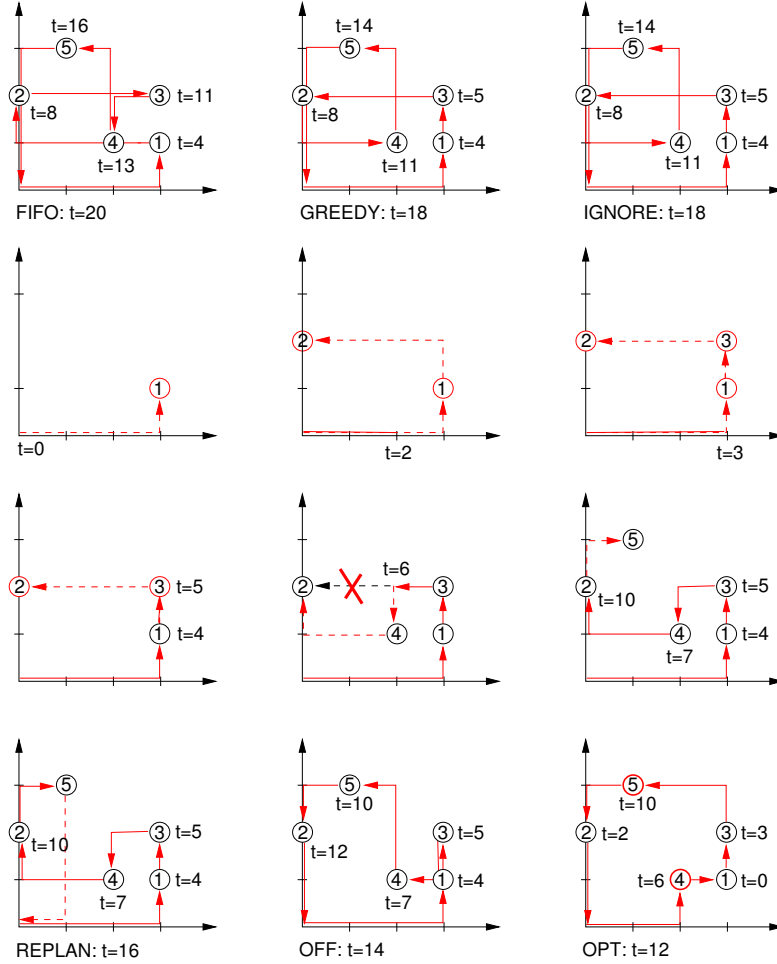 t=16
5
2
3
t=11
t=8
4
1
t=4
t=13
FIFO: t=20
t=14
5
2
3
t=5
t=8
4
1
t=4
t=11
GREEDY: t=18
t=14
5
2
3
t=5
t=8
4
1
t=4
t=11
IGNORE: t=18
1
t=0
2
1
t=2
2
3
1
t=3
2
3
t=5
1
t=4
t=6
2
3
4
1
5
2
3
t=5
t=10
4
1
t=4
t=7
5
2
3
t=5
t=10
4
1
t=4
t=7
REPLAN: t=16
5
t=10
2
3
t=5
t=12
4
1
t=4
t=7
OFF: t=14
5
t=10
2
t=2
3
t=3
t=6
4
1
t=0
OPT: t=12